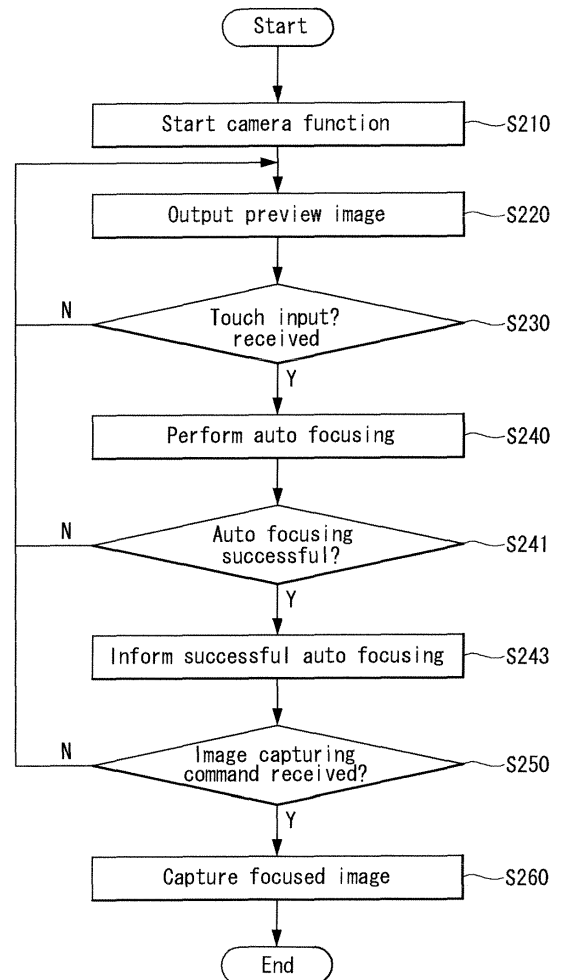 Start
Start camera function
S210
Output preview image
S220
N
Touch input?
received
S230
Y
Perform auto focusing
S240
N
Auto focusing
successful?
S241
Y
Inform successful auto focusing
S243
N
Image capturing
command received?
S250
Y
Capture focused image
S260
End